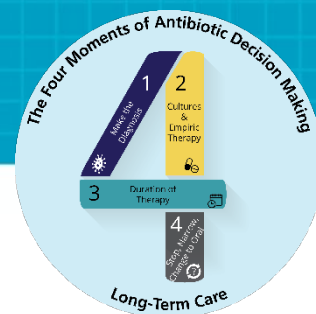 The Four Moments of Antibiotic Decision Making
1
Make the
Diagnosis
2
Cultures
&
Empiric
Therapy
3
Duration of
Therapy
4
Stop, Narrow,
Change to Oral
Long-Term Care